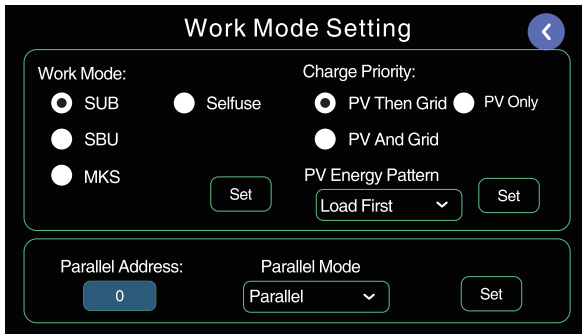 Work Mode Setting
Work Mode:
SUB
Selfuse
SBU
MKS
Set
Charge Priority:
PV Then Grid
PV Only
PV And Grid
PV Energy Pattern
Load First
Set
Parallel Address:
0
Parallel Mode
Parallel
Set